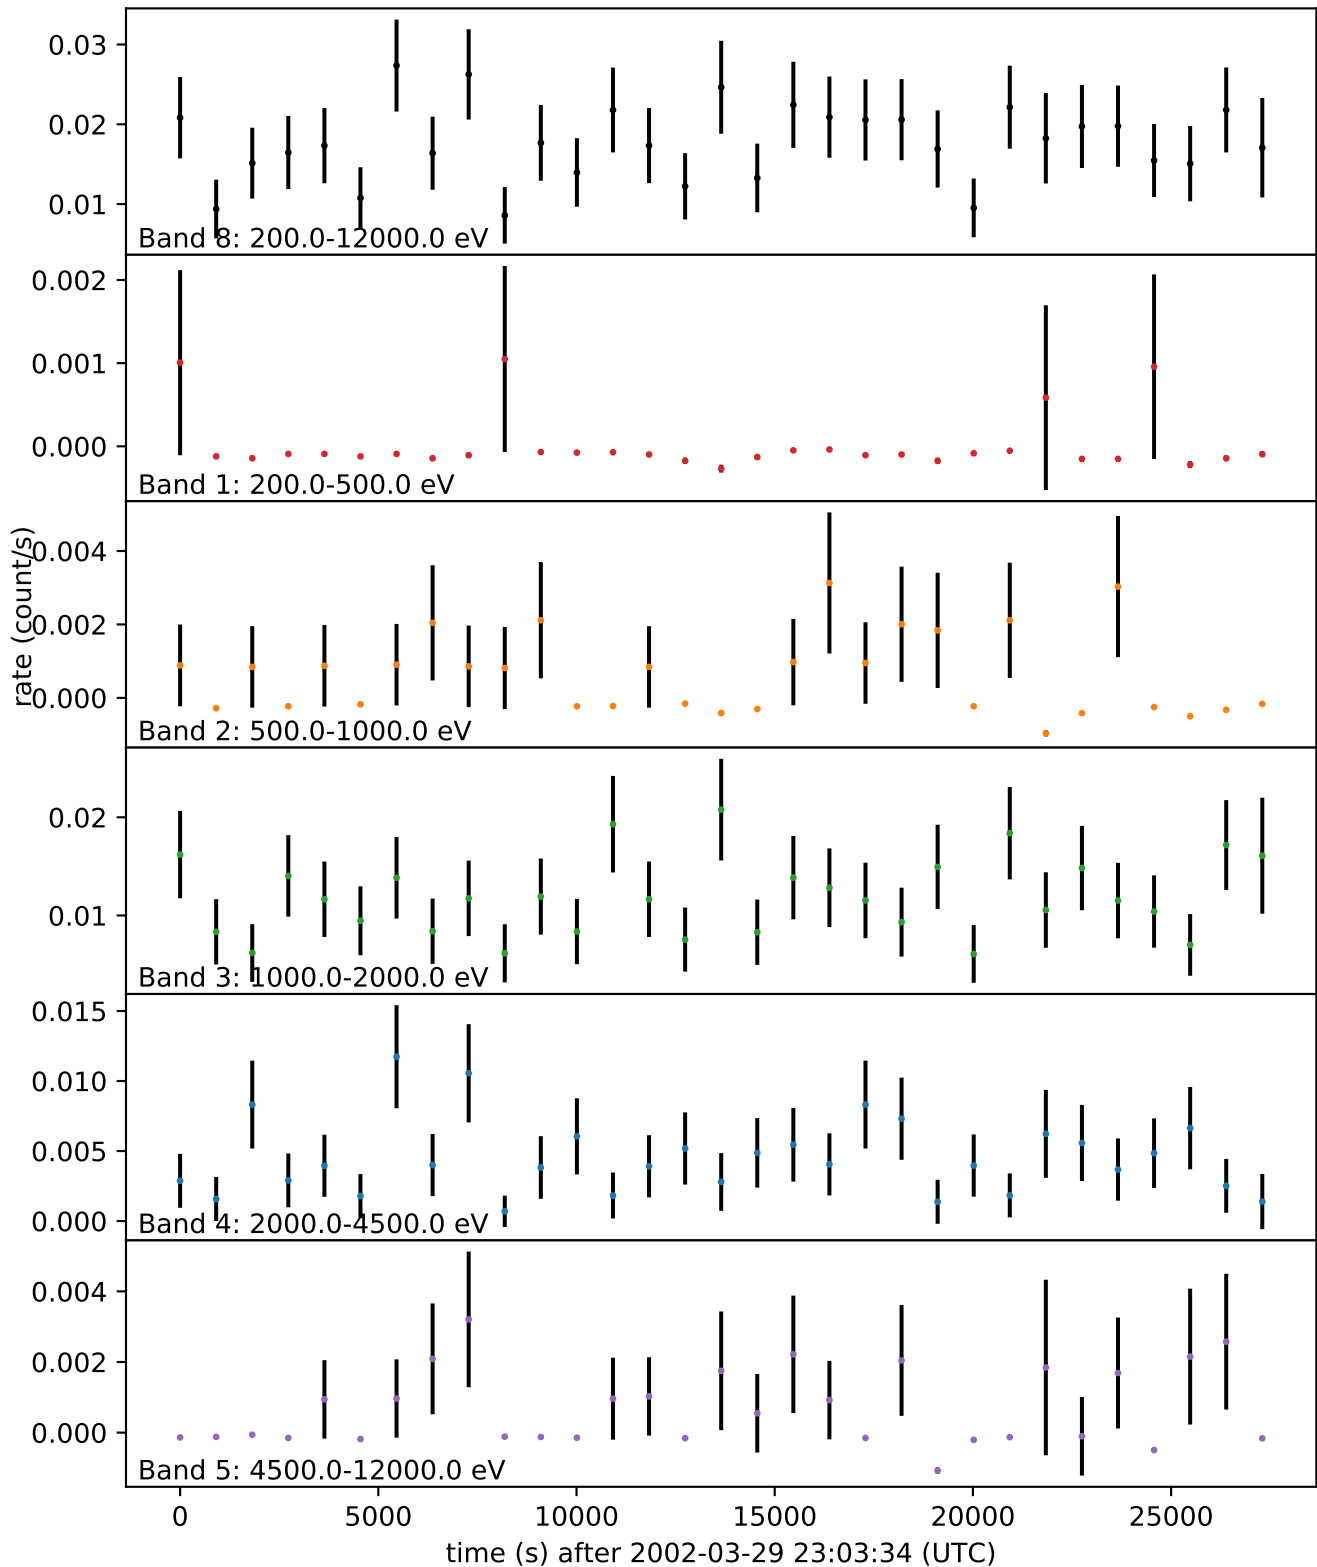 0.03
0.02
0.01
Band 8: 200.0-12000.0 eV
0.002
0.001
0.000
Band 1: 200.0-500.0 eV
rate (count/s)
0.004
0.002
0.000
Band 2: 500.0-1000.0 eV
0.02
0.01
Band 3: 1000.0-2000.0 eV
0.015
0.010
0.005
0.000
Band 4: 2000.0-4500.0 eV
0.004
0.002
0.000
Band 5: 4500.0-12000.0 eV
0 5000 10000 15000 20000 25000
time (s) after 2002-03-29 23:03:34 (UTC)